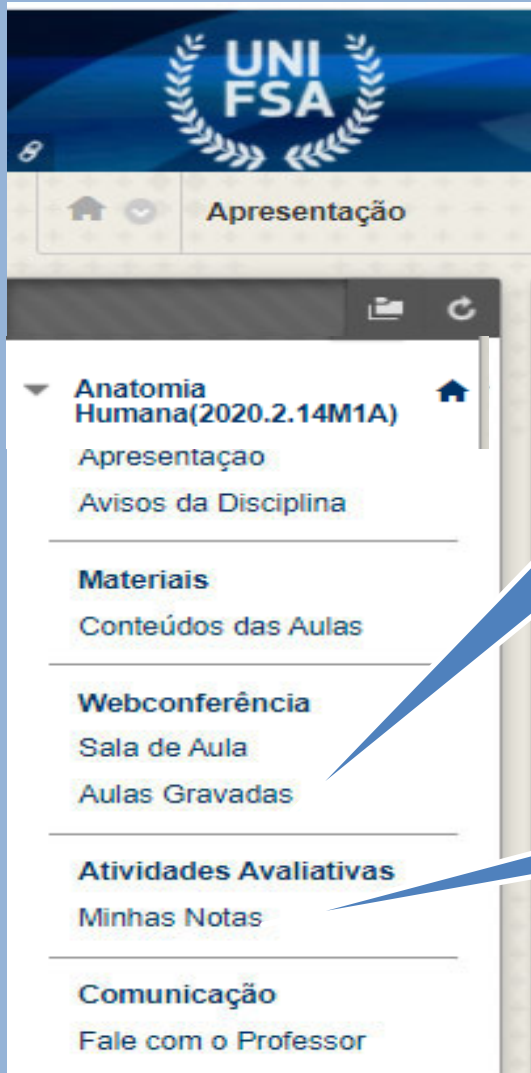 UNI
FSA
Apresentação
Anatomia
Humana(2020.2.14M1A)
Apresentação
Avisos da Disciplina
Materiais
Conteúdos das Aulas
Webconferência
Sala de Aula
Aulas Gravadas
Atividades Avaliativas
Minhas Notas
Comunicação
Fale com o Professor